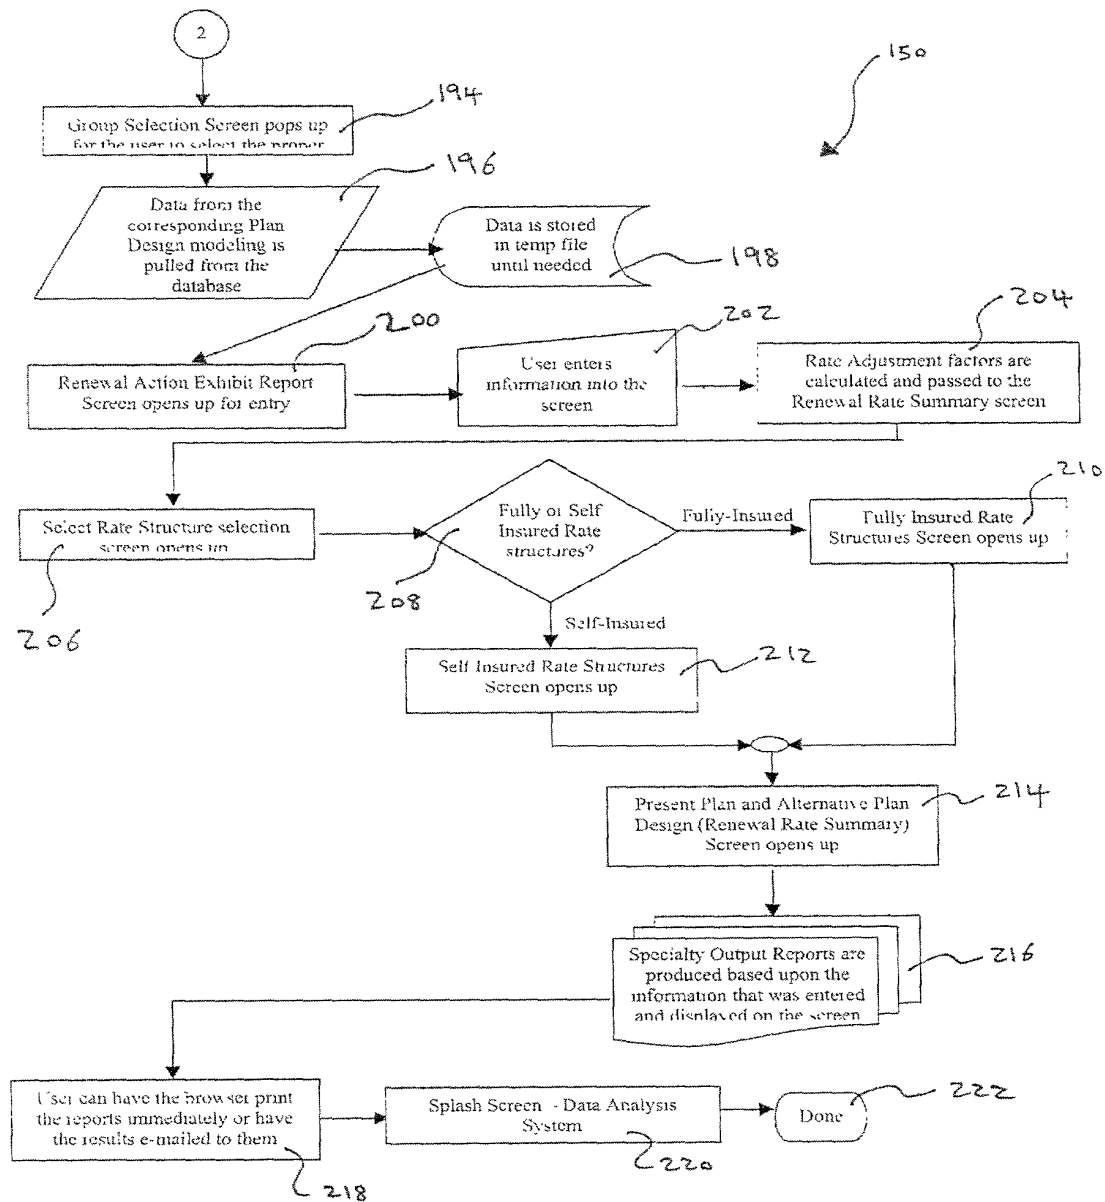 2
150
194
Group Selection Screen pops up
for the user to select the proper
196
Data from the
corresponding Plan
Design modeling is
pulled from the
database
Data is stored
in temp file
until needed
198
200
Renewal Action Exhibit Report
Screen opens up for entry
202
User enters
information into the
screen
204
Rate Adjustment factors are
calculated and passed to the
Renewal Rate Summary screen
Select Rate Structure selection
screen opens up
206
Fully or Self
Insured Rate
structures?
208
Fully-Insured
210
Fully Insured Rate
Structures Screen opens up
Self-Insured
Self Insured Rate Structures
Screen opens up
212
Present Plan and Alternative Plan
Design (Renewal Rate Summary)
Screen opens up
214
Specialty Output Reports are
produced based upon the
information that was entered
and displayed on the screen
216
User can have the browser print
the reports immediately or have
the results e-mailed to them
218
Splash Screen - Data Analysis
System
220
Done
222